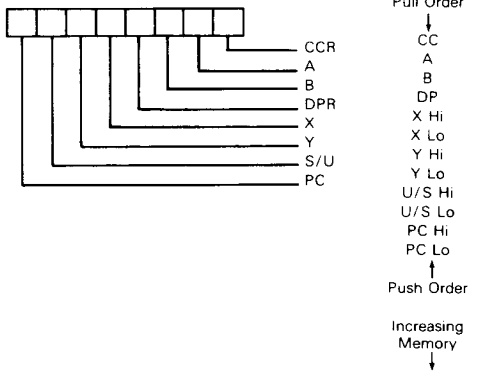 CCR
A
B
DPR
X
Y
S/U
PC
Pull Order
CC
A
B
DP
X Hi
X Lo
Y Hi
Y Lo
U/S Hi
U/S Lo
PC Hi
PC Lo
Push Order
Increasing
Memory